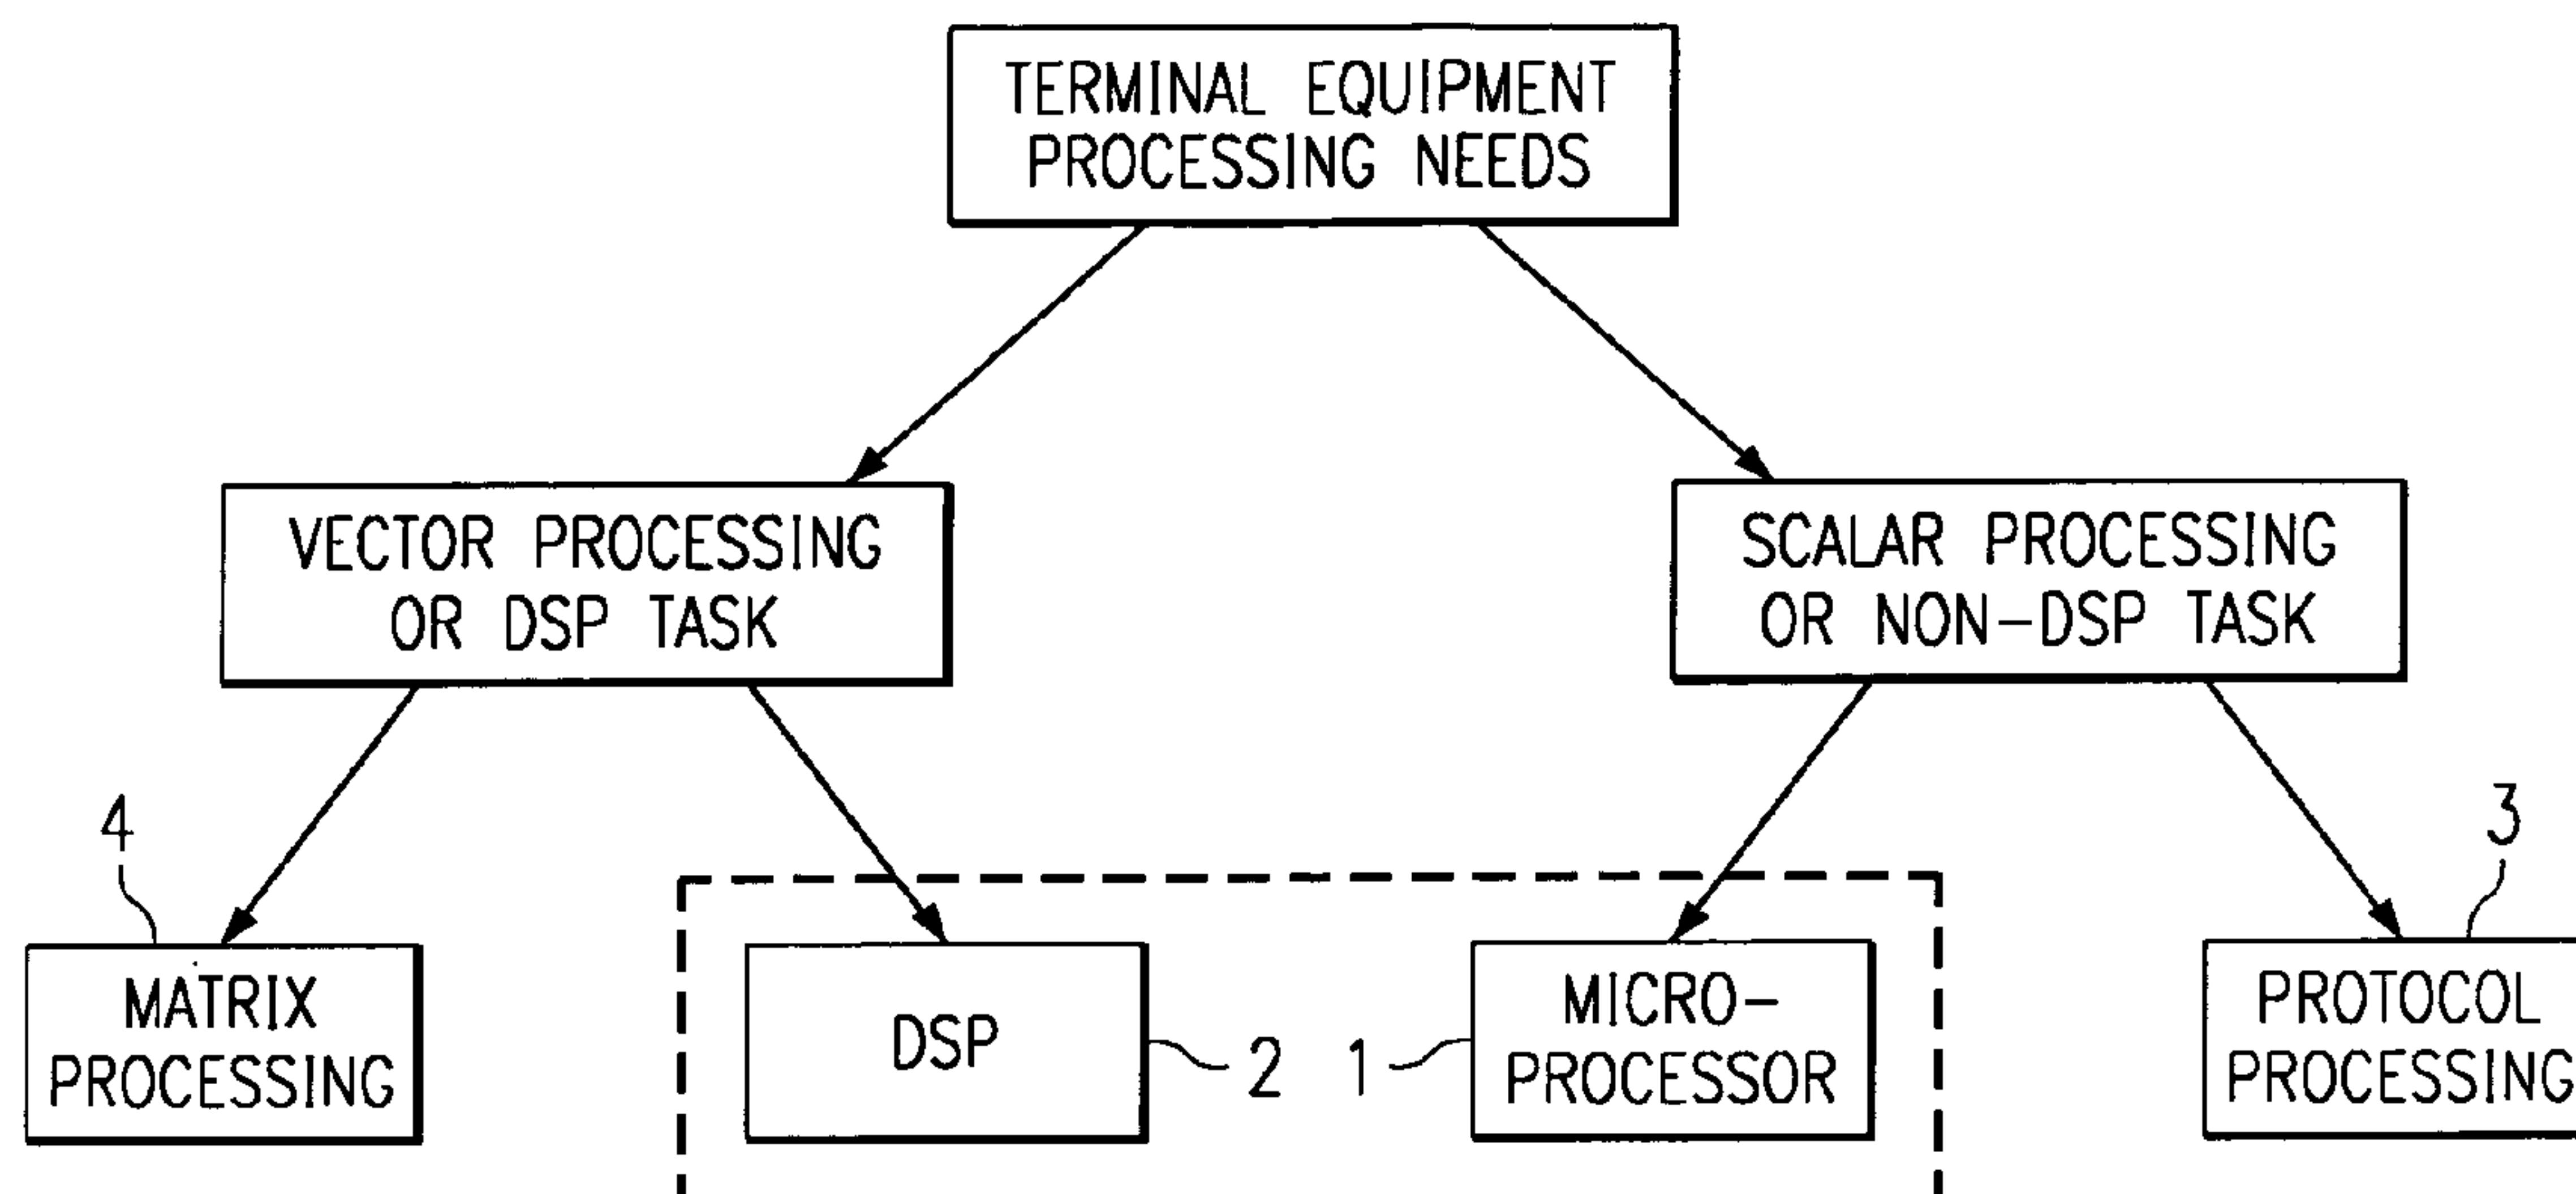 TERMINAL EQUIPMENT
PROCESSING NEEDS
VECTOR PROCESSING
OR DSP TASK
SCALAR PROCESSING
OR NON-DSP TASK
4
3
MATRIX
PROCESSING
DSP
2
1
MICRO-
PROCESSOR
PROTOCOL
PROCESSING